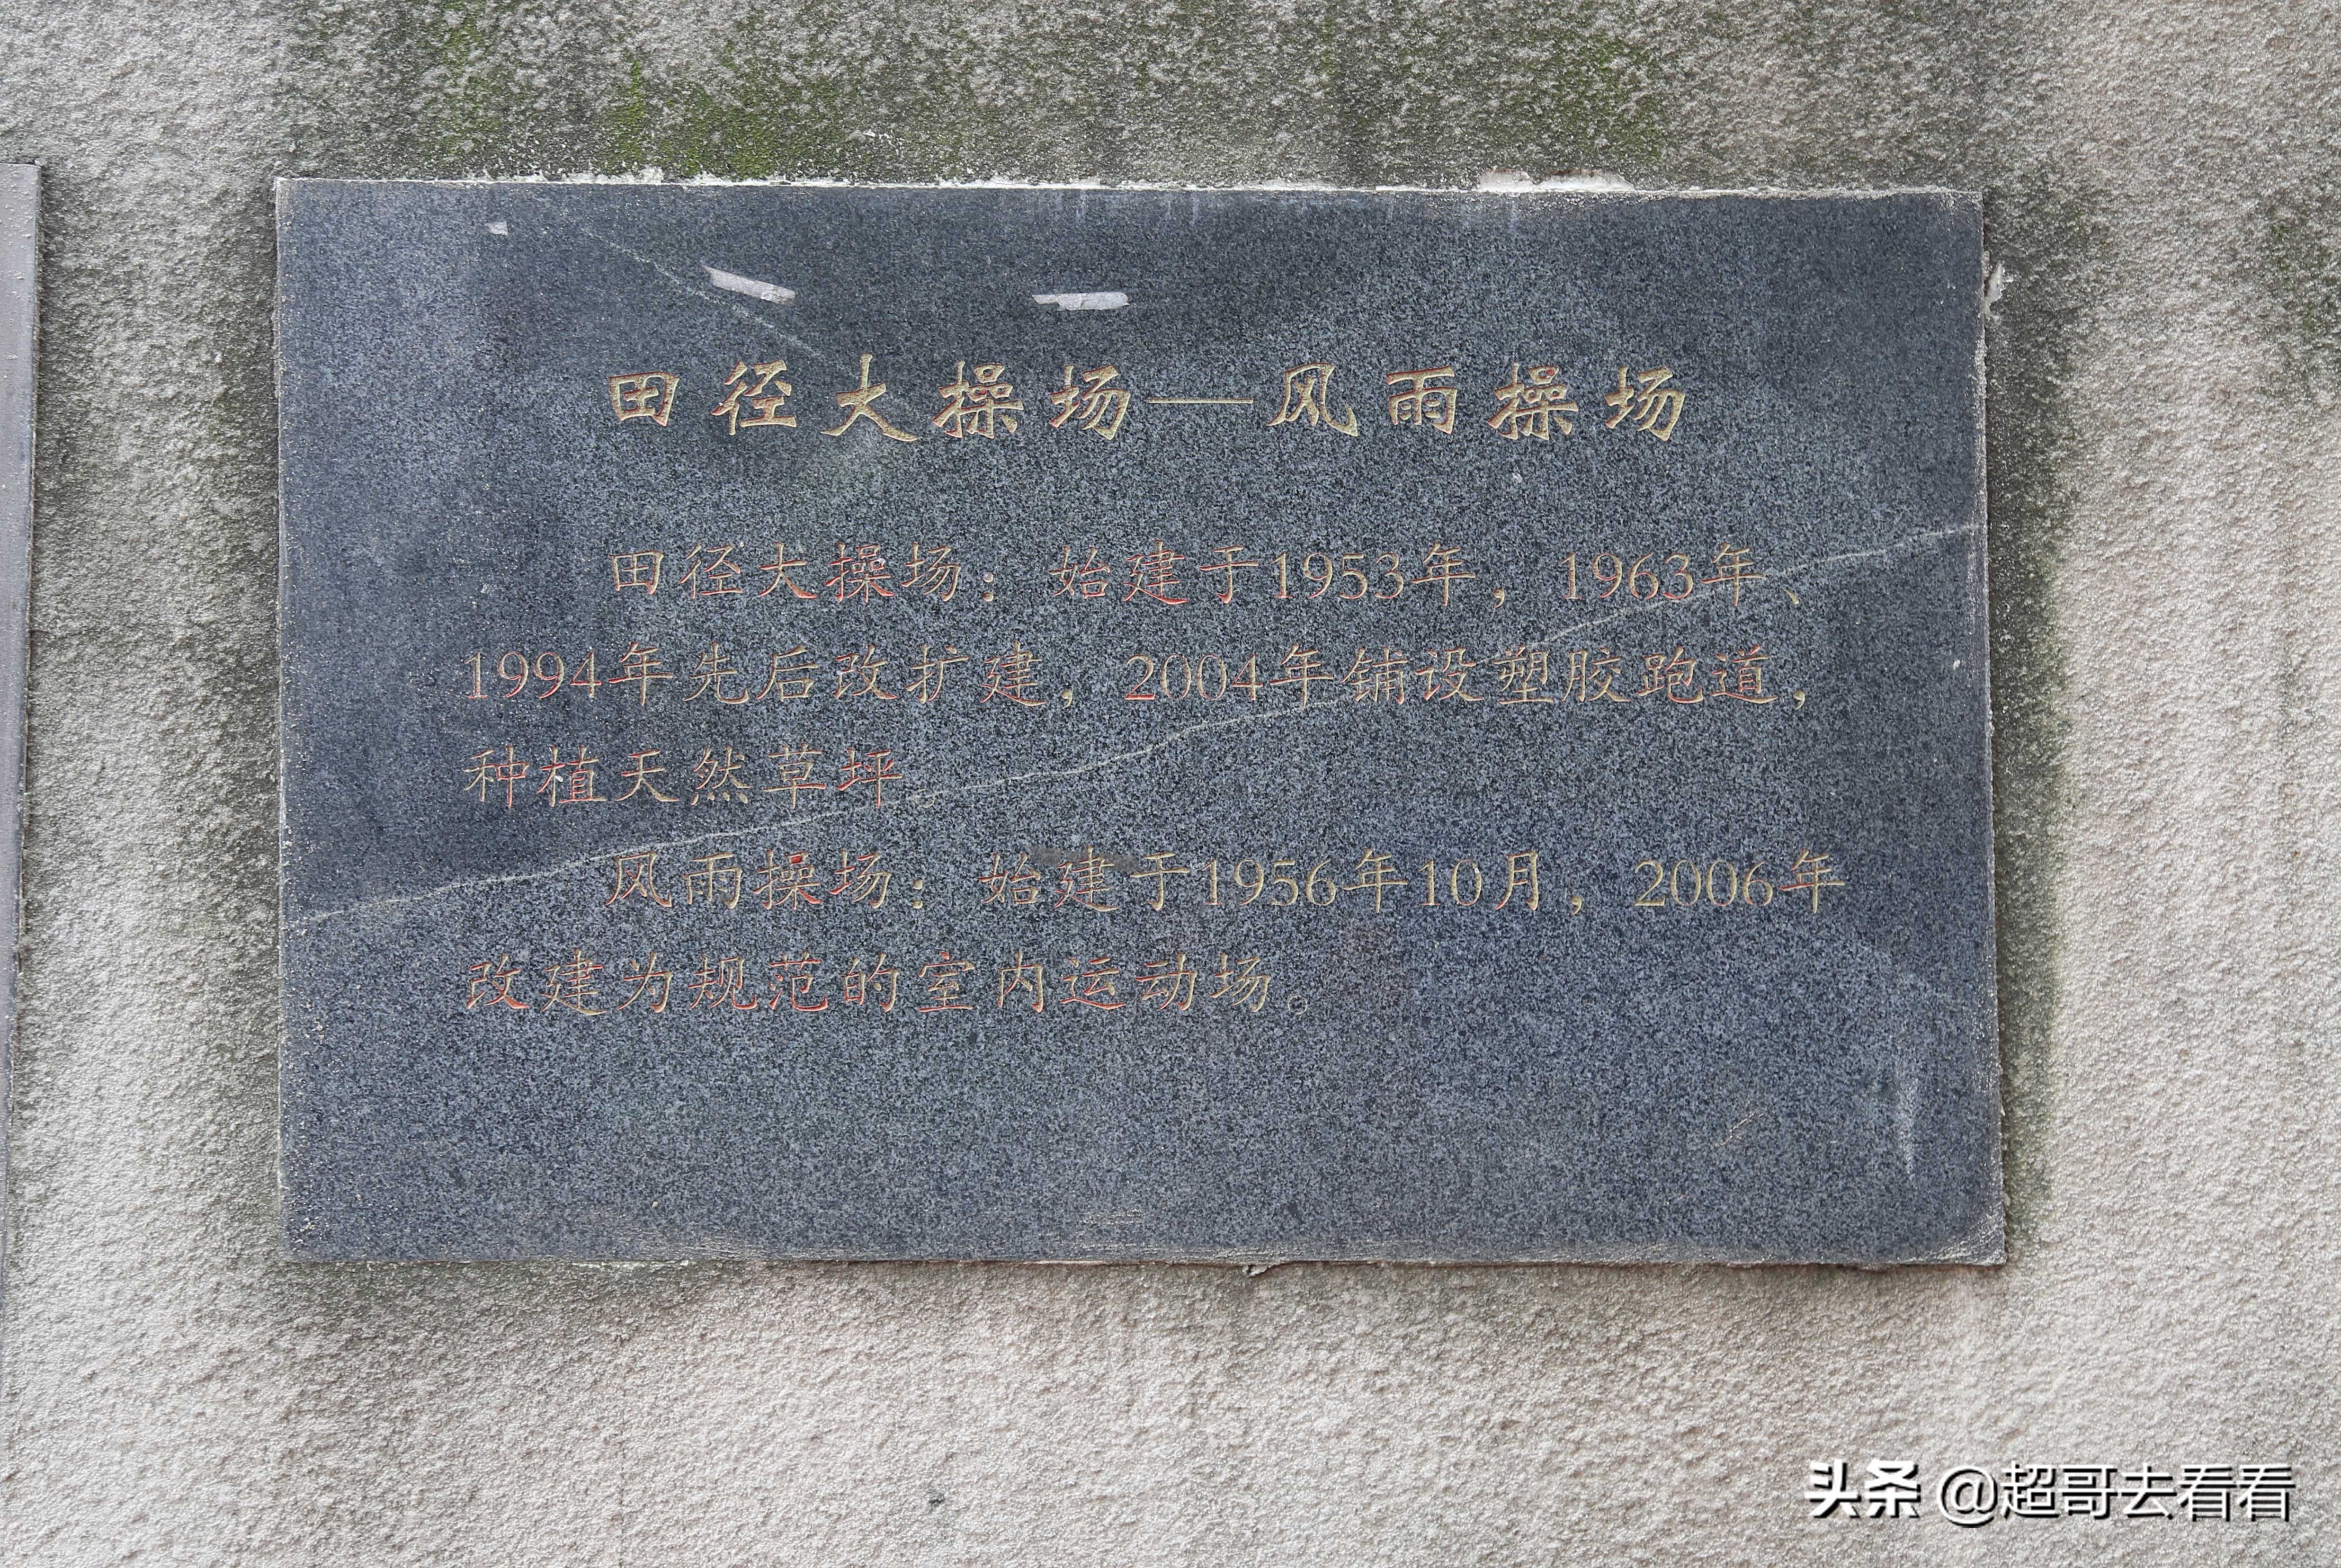 田径大操场——风雨操场
田径大操场：始建于1953年，1963年、
1994年先后改扩建，2004年铺设塑胶跑道，
种植天然草坪
风雨操场：始建于1956年10月，2006年
改建为规范的室内运动场。
头条 @超哥去看看